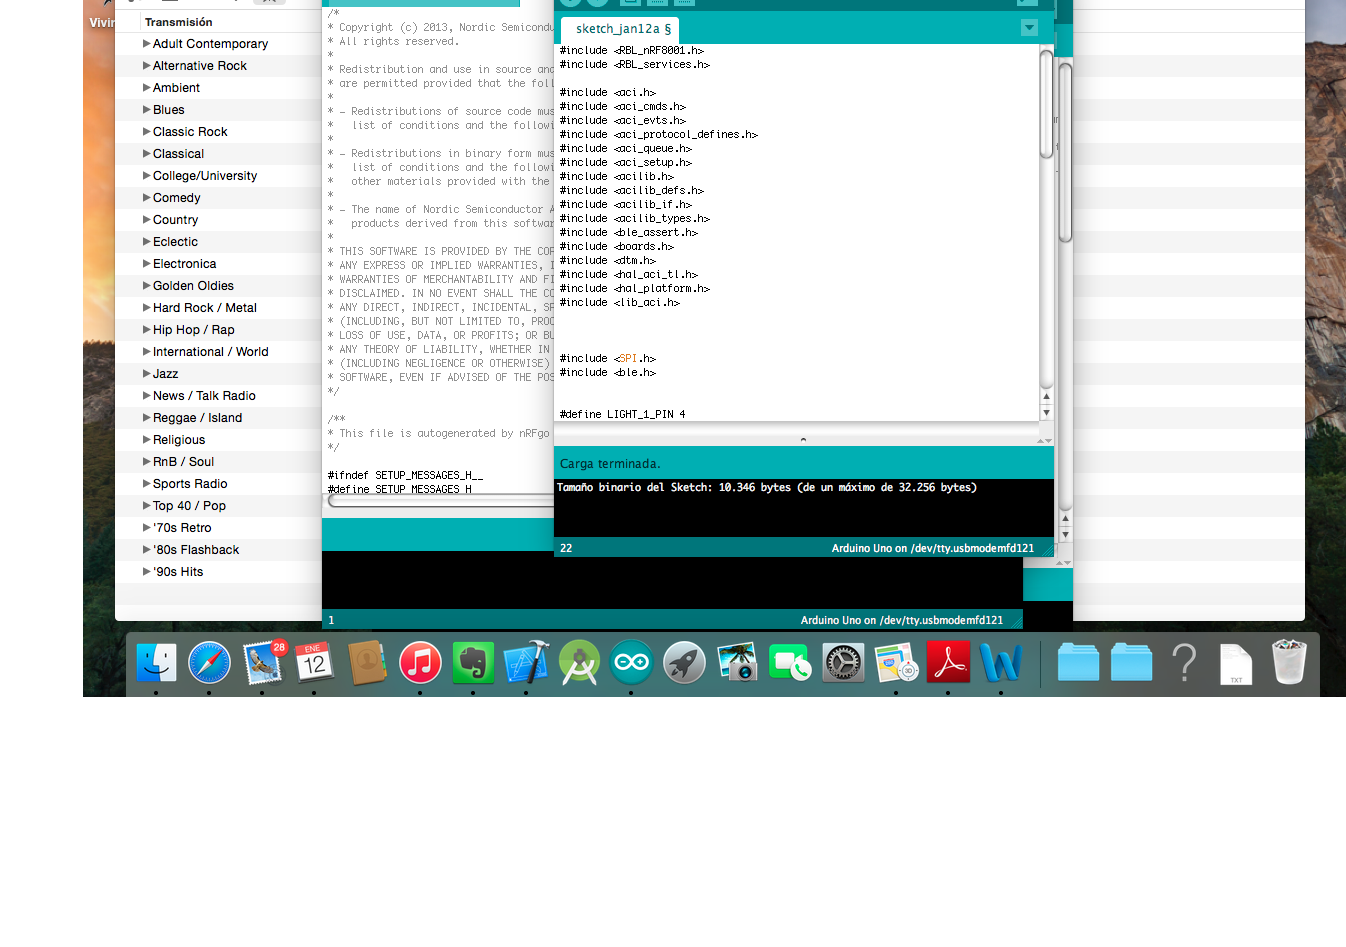 Vivir
Transmisión
Adult Contemporary
Alternative Rock
Ambient
Blues
Classic Rock
Classical
College/University
Comedy
Country
Eclectic
Electronica
Golden Oldies
Hard Rock / Metal
Hip Hop / Rap
International / World
Jazz
News / Talk Radio
Reggae / Island
Religious
RnB / Soul
Sports Radio
Top 40 / Pop
'70s Retro
'80s Flashback
'90s Hits
/*
* Copyright (c) 2013, Nordic Semicondu
* All rights reserved.
*
* Redistribution and use in source and
* are permitted provided that the foll
*
* - Redistributions of source code mus
* list of conditions and the followi
*
* - Redistributions in binary form mus
* list of conditions and the followi
* other materials provided with the
*
* - The name of Nordic Semiconductor A
* products derived from this softwar
*
* THIS SOFTWARE IS PROVIDED BY THE COP
* ANY EXPRESS OR IMPLIED WARRANTIES, I
* WARRANTIES OF MERCHANTABILITY AND FI
* DISCLAIMED. IN NO EVENT SHALL THE CO
* ANY DIRECT, INDIRECT, INCIDENTAL, SP
* (INCLUDING, BUT NOT LIMITED TO, PROC
* LOSS OF USE, DATA, OR PROFITS; OR BU
* ANY THEORY OF LIABILITY, WHETHER IN
* (INCLUDING NEGLIGENCE OR OTHERWISE)
* SOFTWARE, EVEN IF ADVISED OF THE POS
*/
/**
* This file is autogenerated by nRFgo
*/
#ifndef SETUP_MESSAGES_H__
#define SETUP_MESSAGES_H
1
Arduino Uno on /dev/tty.usbmodemfd121
sketch_jan12a §
#include <RBL_nRF8001.h>
#include <RBL_services.h>
#include <aci.h>
#include <aci_cmds.h>
#include <aci_evts.h>
#include <aci_protocol_defines.h>
#include <aci_queue.h>
#include <aci_setup.h>
#include <acilib.h>
#include <acilib_defs.h>
#include <acilib_if.h>
#include <acilib_types.h>
#include <ble_assert.h>
#include <boards.h>
#include <dtm.h>
#include <hal_aci_tl.h>
#include <hal_platform.h>
#include <lib_aci.h>
#include <SPI.h>
#include <ble.h>
#define LIGHT_1_PIN 4
Carga terminada.
Tamaño binario del Sketch: 10.346 bytes (de un máximo de 32.256 bytes)
22
Arduino Uno on /dev/tty.usbmodemfd121
28
ENE
12
3D
TXT